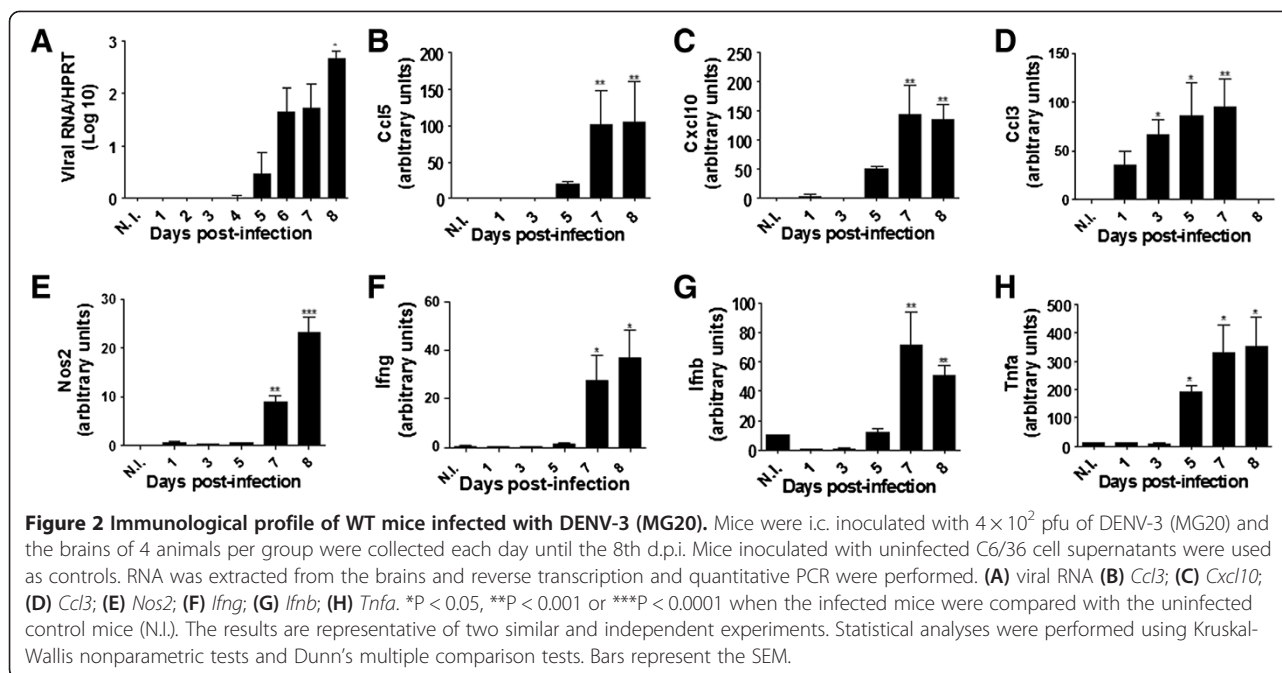 A
Viral RNA/HPRT
(Log 10)
3
2
1
0
N.I.
1
2
3
4
5
6
7
8
Days post-infection
B
Ccl5
(arbitrary units)
200
150
100
50
0
**
**
N.I.
1
3
5
7
8
Days post-infection
C
Cxcl10
(arbitrary units)
250
200
150
100
50
0
**
**
N.I.
1
3
5
7
8
Days post-infection
D
Ccl3
(arbitrary units)
150
100
50
0
*
*
**
N.I.
1
3
5
7
8
Days post-infection
E
Nos2
(arbitrary units)
30
20
10
0
**
***
N.I.
1
3
5
7
8
Days post-infection
F
Ifng
(arbitrary units)
60
40
20
0
*
*
N.I.
1
3
5
7
8
Days post-infection
G
Ifnb
(arbitrary units)
100
80
60
40
20
0
**
**
N.I.
1
3
5
7
8
Days post-infection
H
Tnfa
(arbitrary units)
500
400
300
200
100
0
*
*
*
N.I.
1
3
5
7
8
Days post-infection
Figure 2 Immunological profile of WT mice infected with DENV-3 (MG20). Mice were i.c. inoculated with 4 × 10² pfu of DENV-3 (MG20) and
the brains of 4 animals per group were collected each day until the 8th d.p.i. Mice inoculated with uninfected C6/36 cell supernatants were used
as controls. RNA was extracted from the brains and reverse transcription and quantitative PCR were performed. (A) viral RNA (B) Ccl3; (C) Cxcl10;
(D) Ccl3; (E) Nos2; (F) Ifng; (G) Ifnb; (H) Tnfa. *P < 0.05, **P < 0.001 or ***P < 0.0001 when the infected mice were compared with the uninfected
control mice (N.I.). The results are representative of two similar and independent experiments. Statistical analyses were performed using Kruskal-
Wallis nonparametric tests and Dunn's multiple comparison tests. Bars represent the SEM.